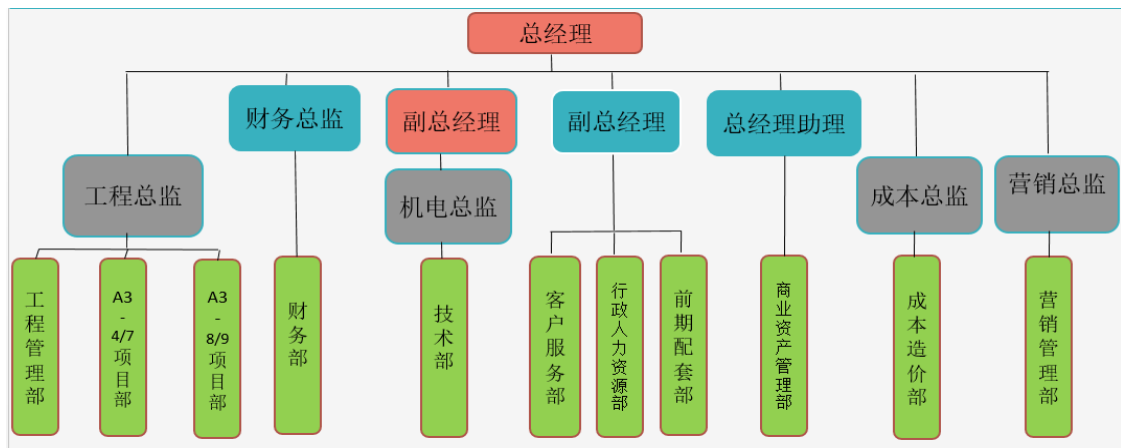 总经理
财务总监
副总经理
副总经理
总经理助理
工程总监
机电总监
成本总监
营销总监
工程管理部
A3-4/7项目部
A3-8/9项目部
财务部
技术部
客户服务部
行政人力资源部
前期配套部
商业资产管理部
成本造价部
营销管理部